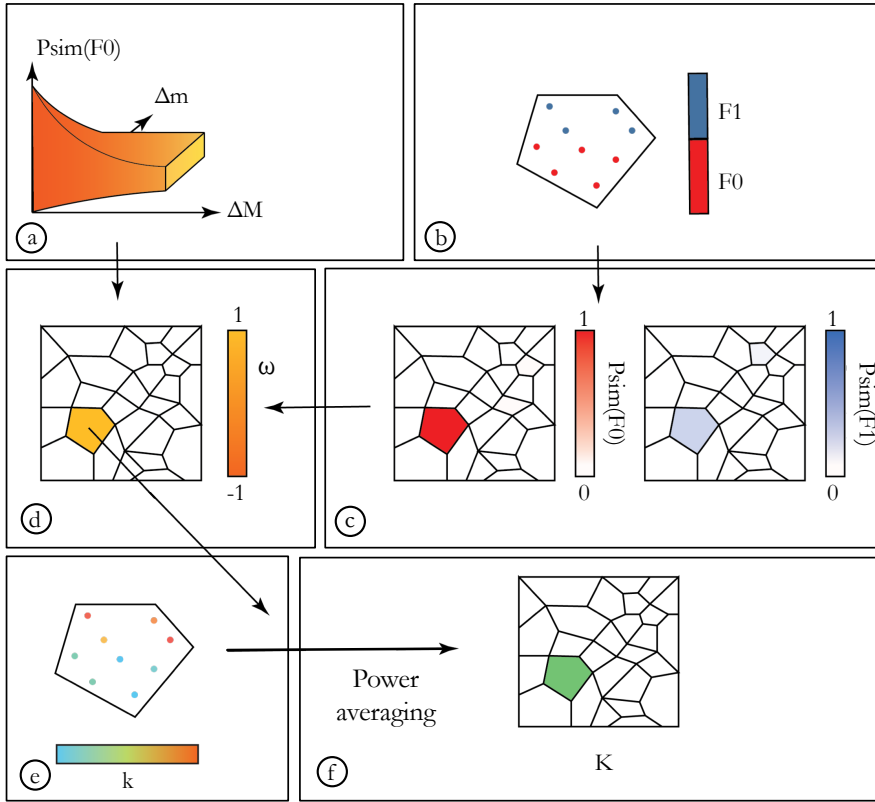 Psim(F0)
Δm
ΔM
a
F1
F0
b
1
ω
-1
d
1
Psim(F0)
0
1
Psim(F1)
0
c
k
e
Power
averaging
K
f